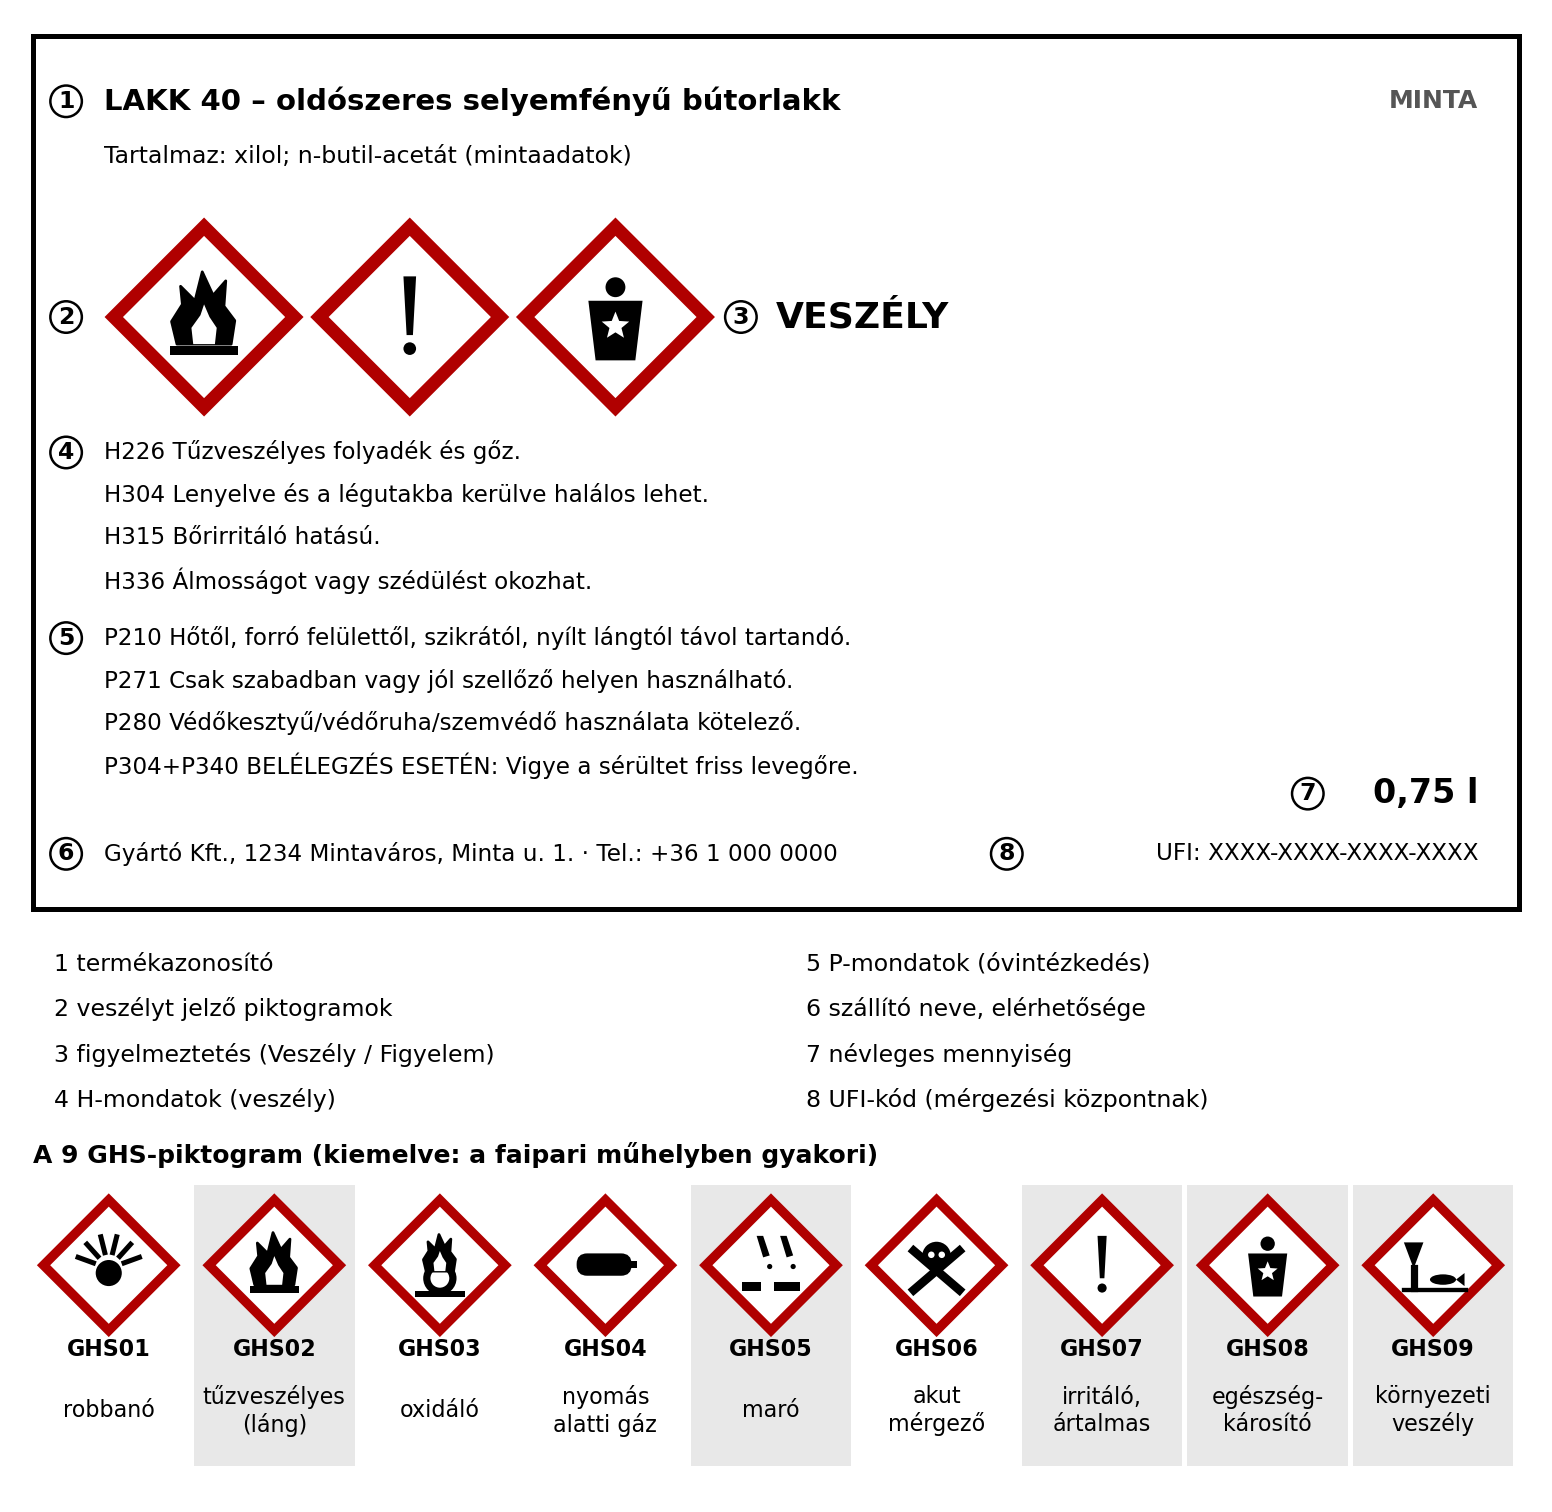 ① LAKK 40 – oldószeres selyemfényű bútorlakk
MINTA
Tartalmaz: xilol; n-butil-acetát (mintaadatok)
②
③ VESZÉLY
④ H226 Tűzveszélyes folyadék és gőz.
H304 Lenyelve és a légutakba kerülve halálos lehet.
H315 Bőrirritáló hatású.
H336 Álmosságot vagy szédülést okozhat.
⑤ P210 Hőtől, forró felülettől, szikrától, nyílt lángtól távol tartandó.
P271 Csak szabadban vagy jól szellőző helyen használható.
P280 Védőkesztyű/védőruha/szemvédő használata kötelező.
P304+P340 BELÉLEGZÉS ESETÉN: Vigye a sérültet friss levegőre.
⑦ 0,75 l
⑥ Gyártó Kft., 1234 Mintaváros, Minta u. 1. · Tel.: +36 1 000 0000
⑧ UFI: XXXX-XXXX-XXXX-XXXX
1 termékazonosító
2 veszélyt jelző piktogramok
3 figyelmeztetés (Veszély / Figyelem)
4 H-mondatok (veszély)
5 P-mondatok (óvintézkedés)
6 szállító neve, elérhetősége
7 névleges mennyiség
8 UFI-kód (mérgezési központnak)
A 9 GHS-piktogram (kiemelve: a faipari műhelyben gyakori)
GHS01
robbanó
GHS02
tűzveszélyes
(láng)
GHS03
oxidáló
GHS04
nyomás
alatti gáz
GHS05
maró
GHS06
akut
mérgező
GHS07
irritáló,
ártalmas
GHS08
egészség-
károsító
GHS09
környezeti
veszély